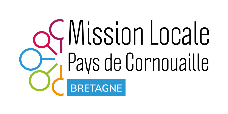 Mission Locale
Pays de Cornouaille
BRETAGNE